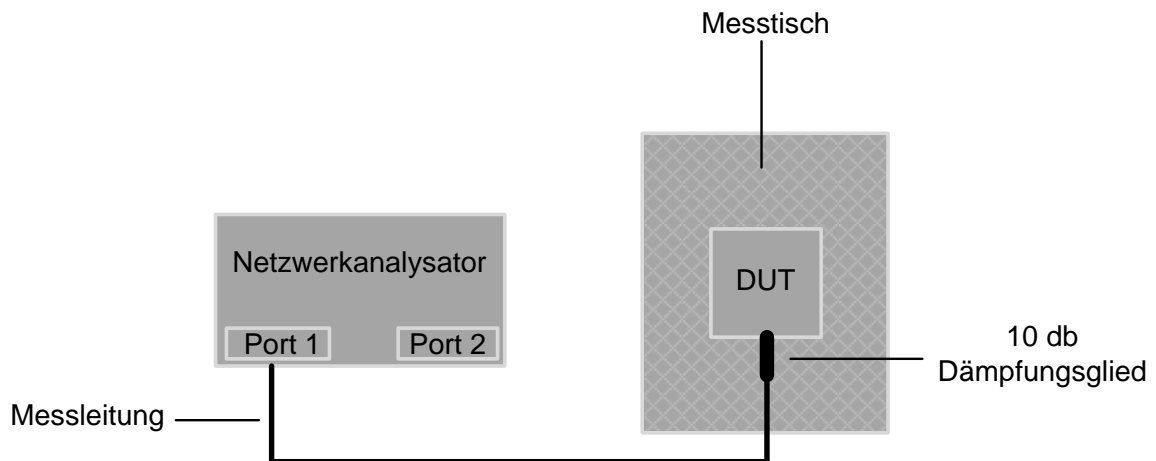 Messtisch
Netzwerkanalysator
DUT
Port 1
Port 2
10 db
Dämpfungsglied
Messleitung